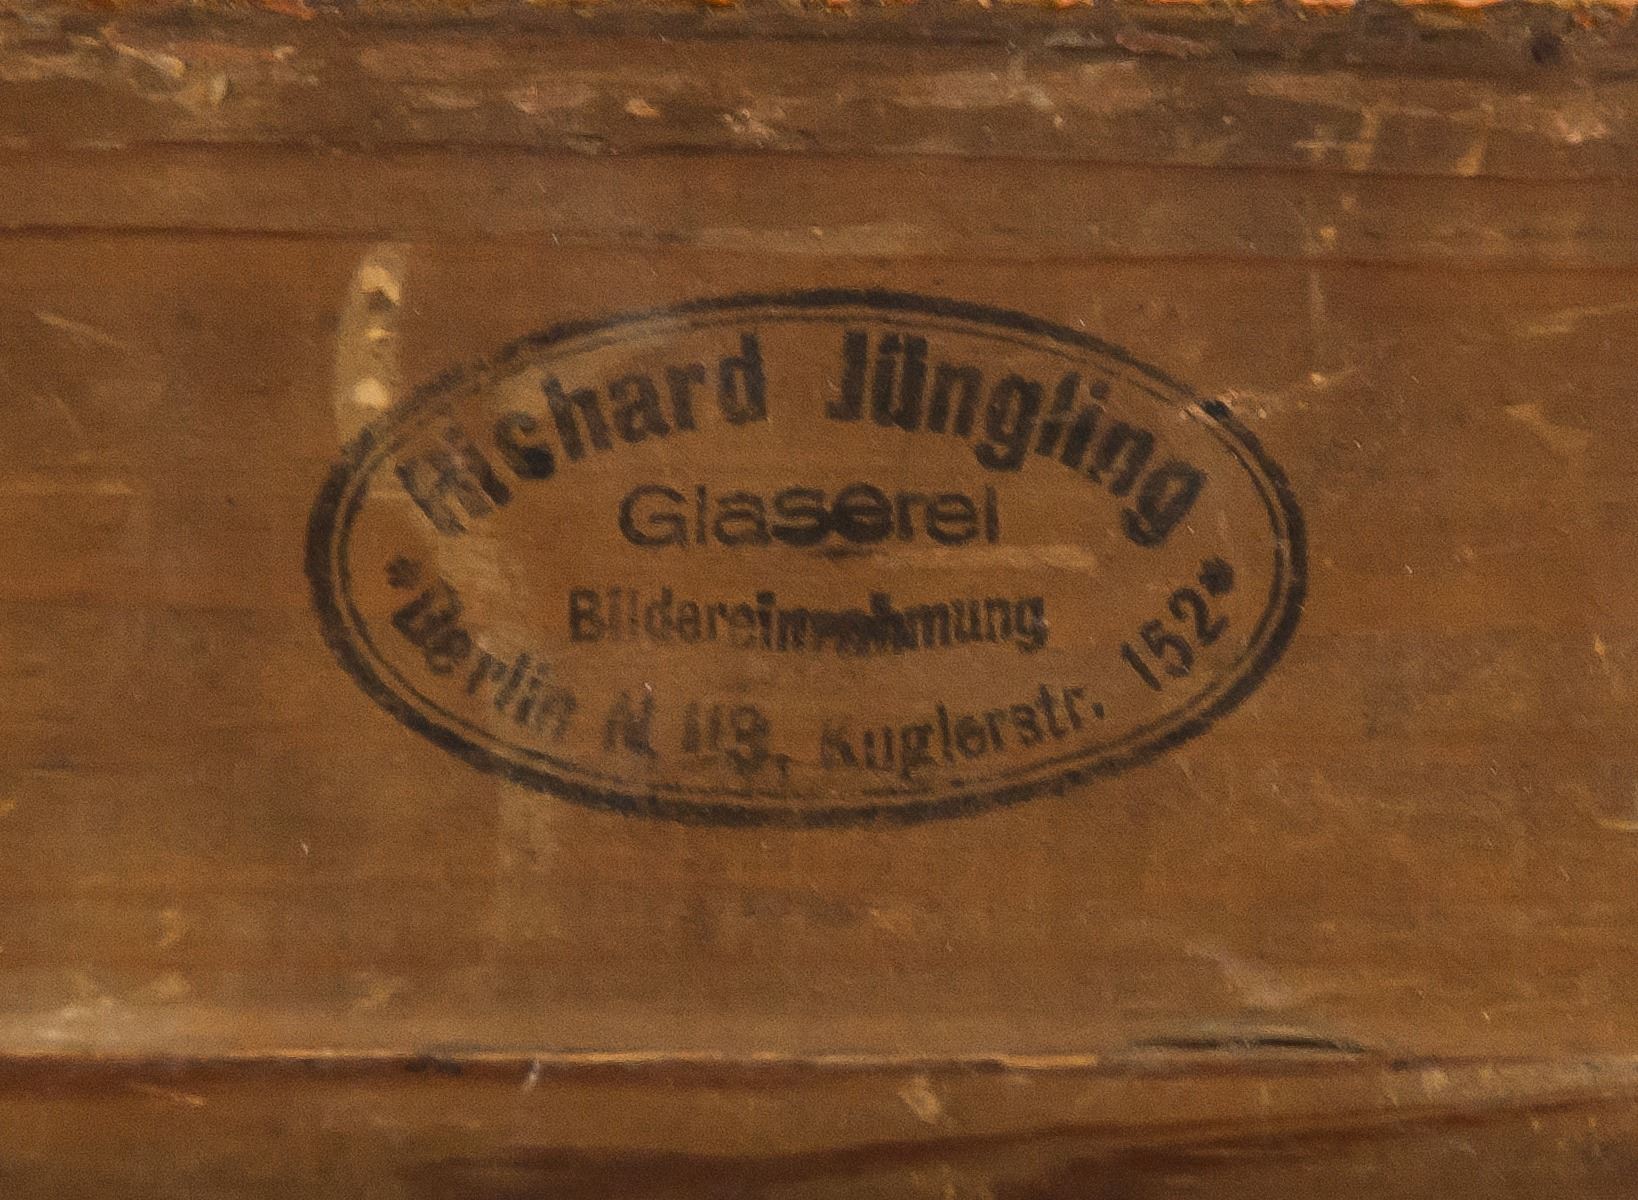 Richard Jüngling
Glaserei
Bildereinrahmung
*Berlin N 113, Kuglerstr. 152*